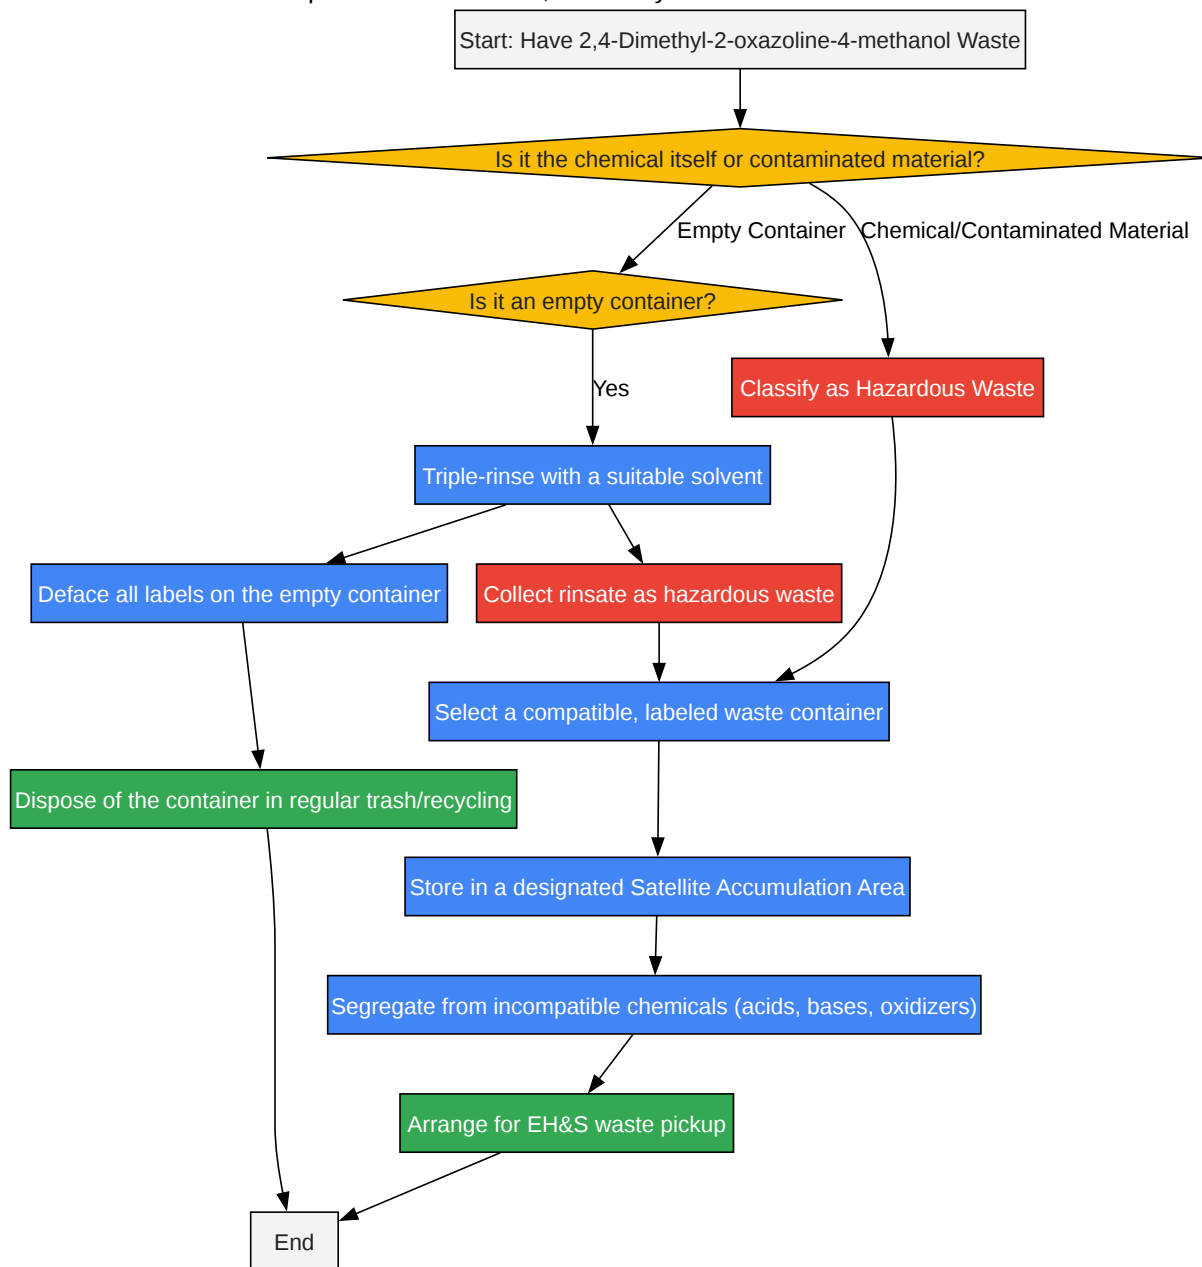 Start: Have 2,4-Dimethyl-2-oxazoline-4-methanol Waste
Is it the chemical itself or contaminated material?
Empty Container
Chemical/Contaminated Material
Is it an empty container?
Yes
Classify as Hazardous Waste
Triple-rinse with a suitable solvent
Deface all labels on the empty container
Collect rinsate as hazardous waste
Select a compatible, labeled waste container
Dispose of the container in regular trash/recycling
Store in a designated Satellite Accumulation Area
Segregate from incompatible chemicals (acids, bases, oxidizers)
Arrange for EH&S waste pickup
End